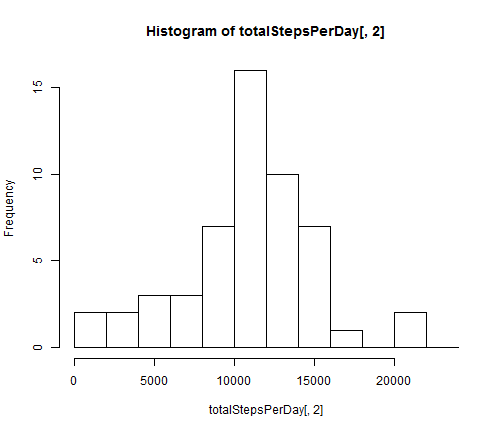 Histogram of totalStepsPerDay[, 2]
15
10
5
0
Frequency
0 5000 10000 15000 20000
totalStepsPerDay[, 2]